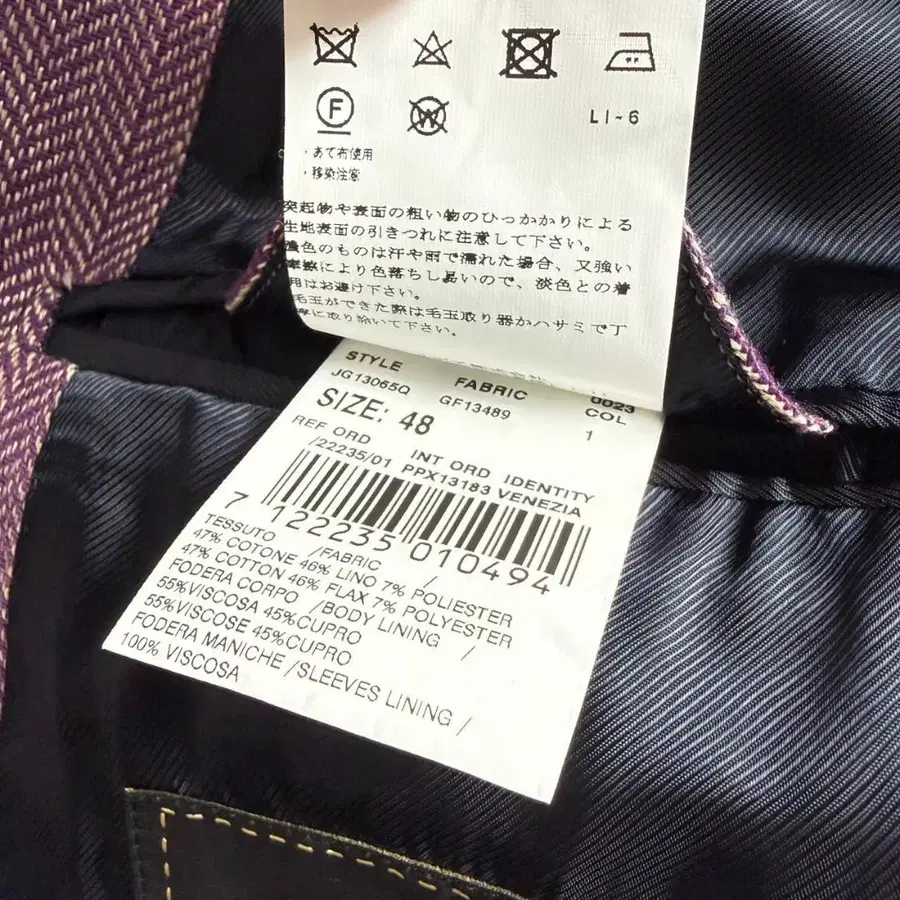 F
W
LI-6
・あて布使用
・移染注意
突起物や表面の粗い物のひっかかりによる
生地表面の引きつれに注意して下さい。
濃色のものは汗や雨で濡れた場合、又強い
摩擦により色落ちし易いので、淡色との着
用はお避け下さい。
毛玉ができた際は毛玉取り器かハサミで丁
寧に取り除いて下さい。
STYLE FABRIC 0023
JG13065Q GF13489 COL
SIZE: 48 1
REF ORD INT ORD IDENTITY
/22235/01 PPX13183 VENEZIA
7 122235 010494
TESSUTO /FABRIC /
47% COTONE 46% LINO 7% POLIESTER
47% COTTON 46% FLAX 7% POLYESTER
FODERA CORPO /BODY LINING /
55%VISCOSA 45%CUPRO
55%VISCOSE 45%CUPRO
FODERA MANICHE /SLEEVES LINING /
100% VISCOSA